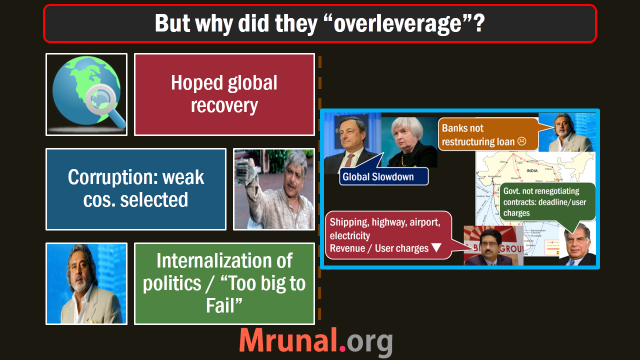 But why did they “overleverage”?
Hoped global
recovery
Corruption: weak
cos. selected
Internalization of
politics / “Too big to
Fail”
Global Slowdown
Banks not
restructuring loan ☹
INDIA
Govt. not renegotiating
contracts: deadline/user
charges
Shipping, highway, airport,
electricity
Revenue / User charges ▼
GROU
Mrunal.org